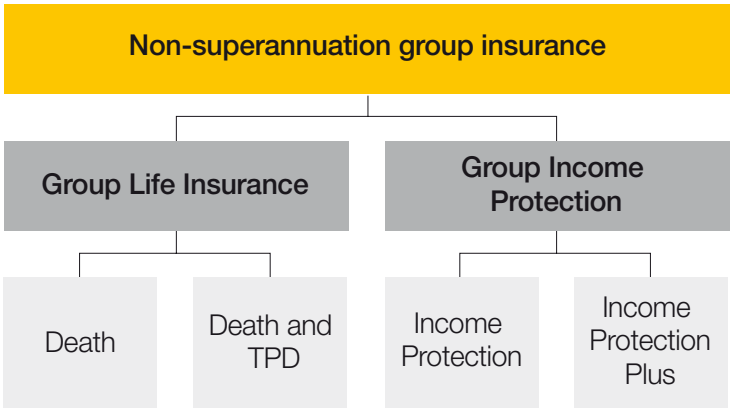 Non-superannuation group insurance
Group Life Insurance
Group Income
Protection
Death
Death and
TPD
Income
Protection
Income
Protection
Plus